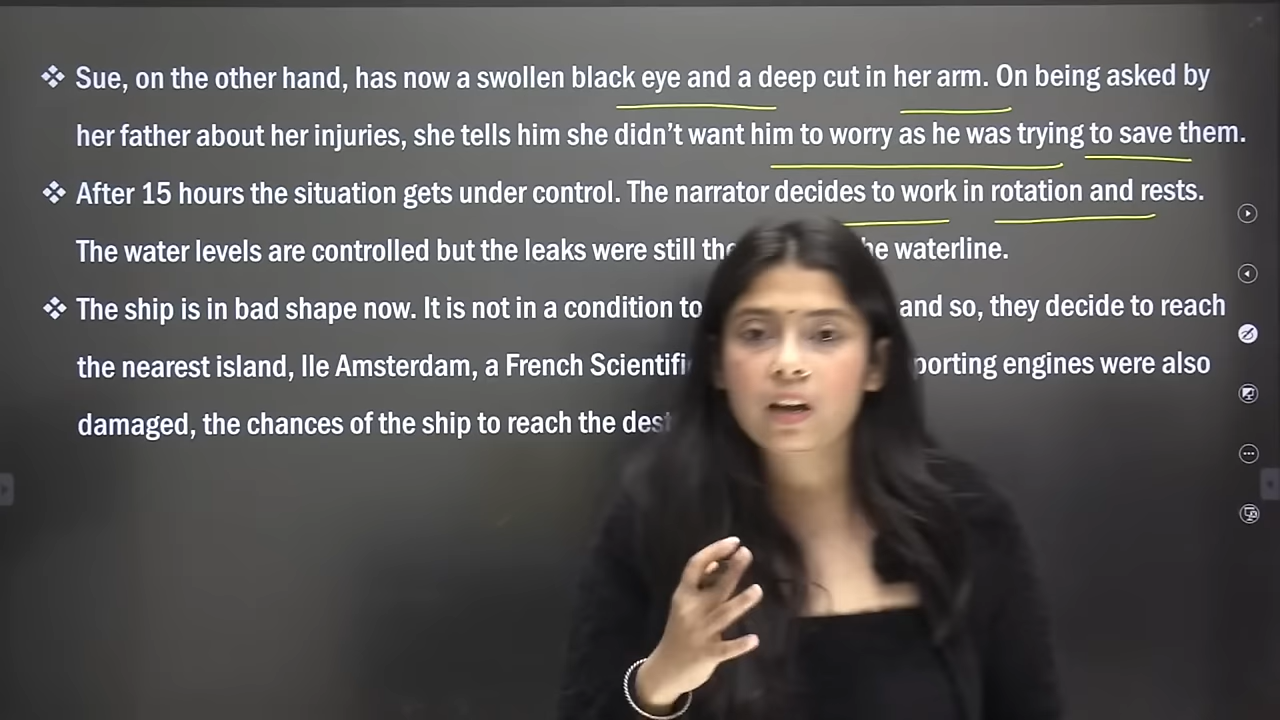 ❖ Sue, on the other hand, has now a swollen black eye and a deep cut in her arm. On being asked by
her father about her injuries, she tells him she didn't want him to worry as he was trying to save them.
❖ After 15 hours the situation gets under control. The narrator decides to work in rotation and rests.
The water levels are controlled but the leaks were still waterline.
❖ The ship is in bad shape now. It is not in a condition to and so, they decide to reach
the nearest island, Ile Amsterdam, a French engines were also
damaged, the chances of the ship to reach the